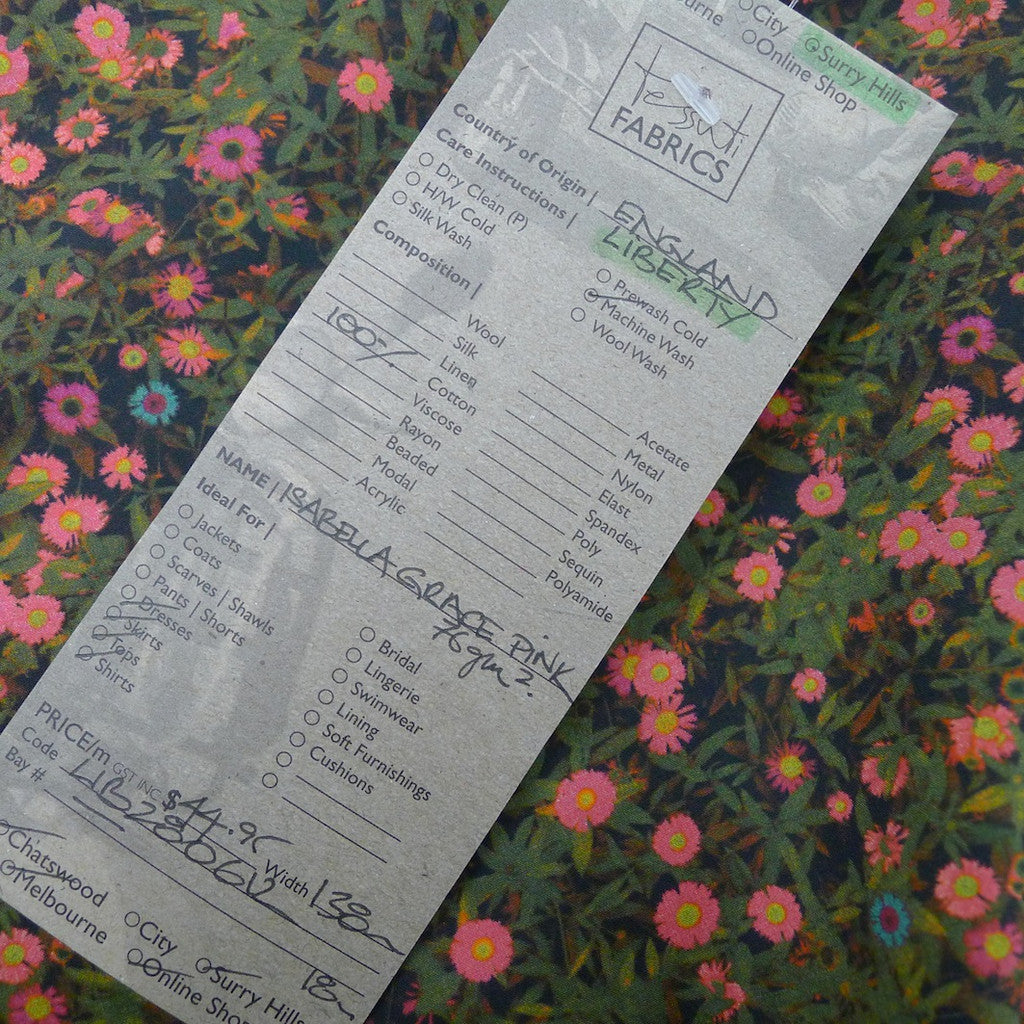 City
Surry Hills
urne
Online Shop
Tessuti
FABRICS
Country of Origin | ENGLAND
Care Instructions | LIBERTY
Dry Clean (P)
H/W Cold
Silk Wash
Prewash Cold
Machine Wash
Wool Wash
Composition |
Wool
Silk
Linen
100% Cotton
Viscose
Rayon
Beaded
Modal
Acrylic
Acetate
Metal
Nylon
Elast
Spandex
Poly
Sequin
Polyamide
NAME | ISABELLA GRACE PINK
76gm2.
Ideal For |
Jackets
Coats
Scarves | Shawls
Pants | Shorts
Dresses
Skirts
Tops
Shirts
Bridal
Lingerie
Swimwear
Lining
Soft Furnishings
Cushions
PRICE/m GST INC $44.95 Width 138
Code LIB2806V2
Bay #
18m
Chatswood
City
Surry Hills
Melbourne
Online Shop